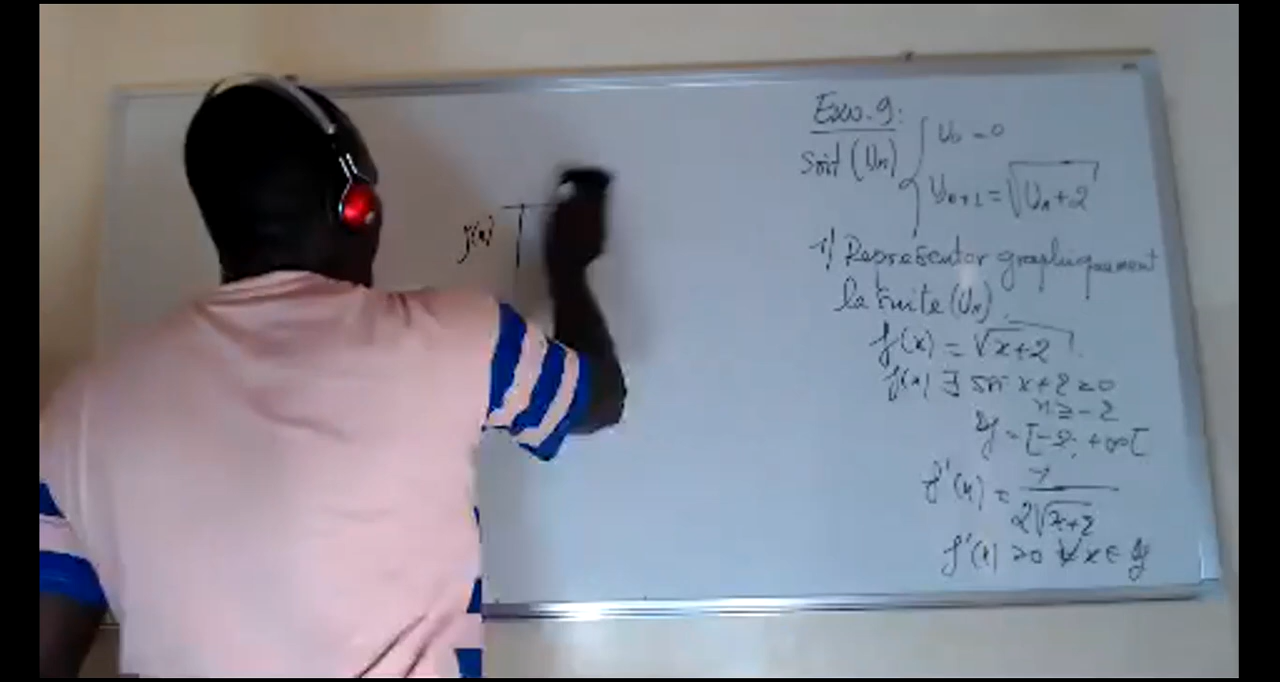 Exo.9:
Soit (Un) { U0 = 0
Un+1 = √Un+2
1/ Representer graphiquement
la suite (Un).
f(x) = √x+2
f(x) ∃ ssi x+2 ≥ 0
x ≥ -2
Df = [-2; +∞[
f'(x) = 1 / 2√x+2
f'(x) >0 ∀ x ∈ Df
f(x)